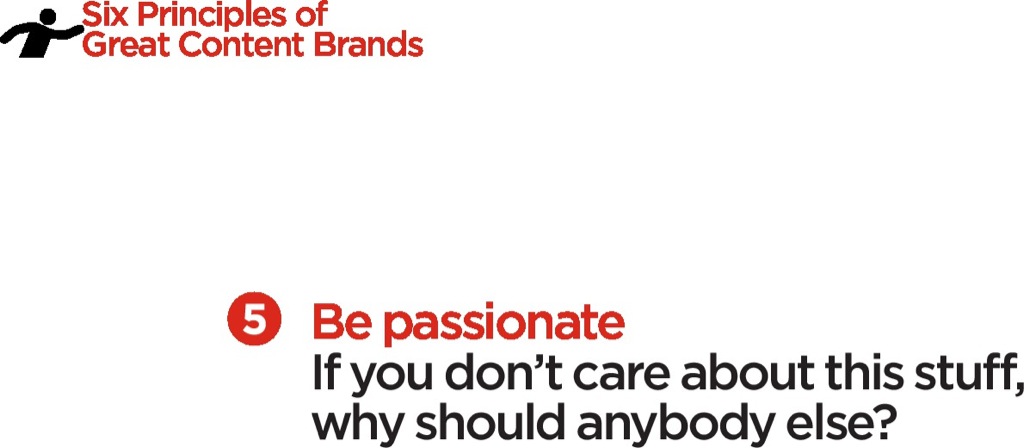 Six Principles of
Great Content Brands
5 Be passionate
If you don’t care about this stuff,
why should anybody else?